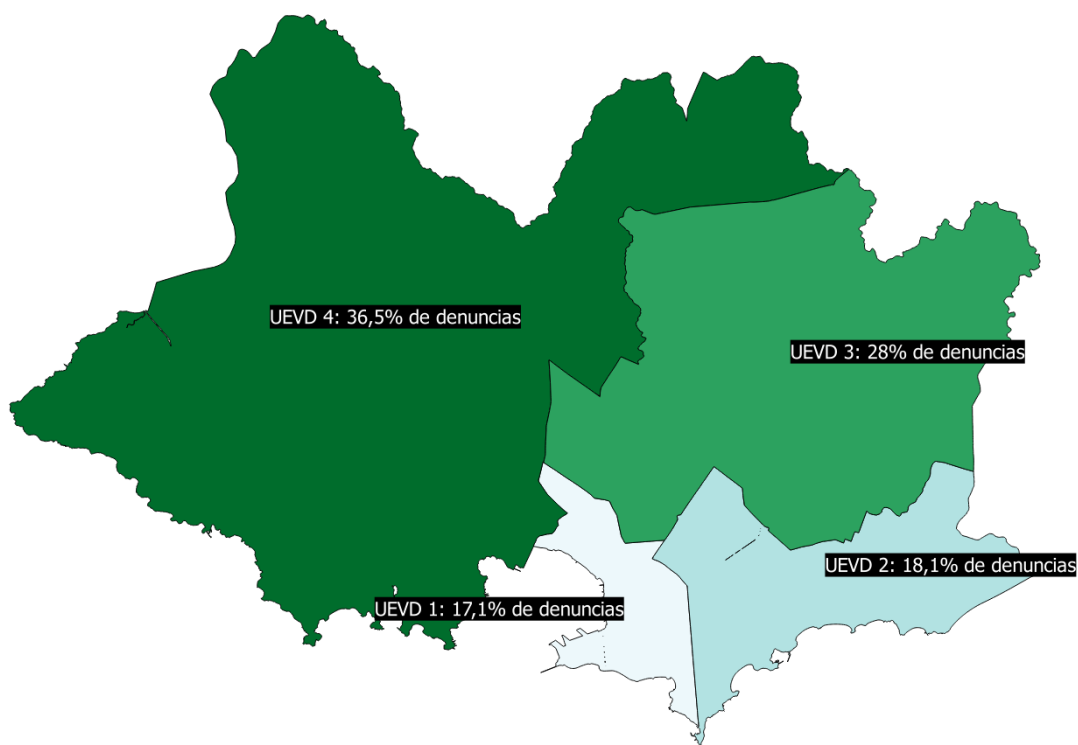 UEVD 4: 36,5% de denuncias
UEVD 3: 28% de denuncias
UEVD 2: 18,1% de denuncias
UEVD 1: 17,1% de denuncias